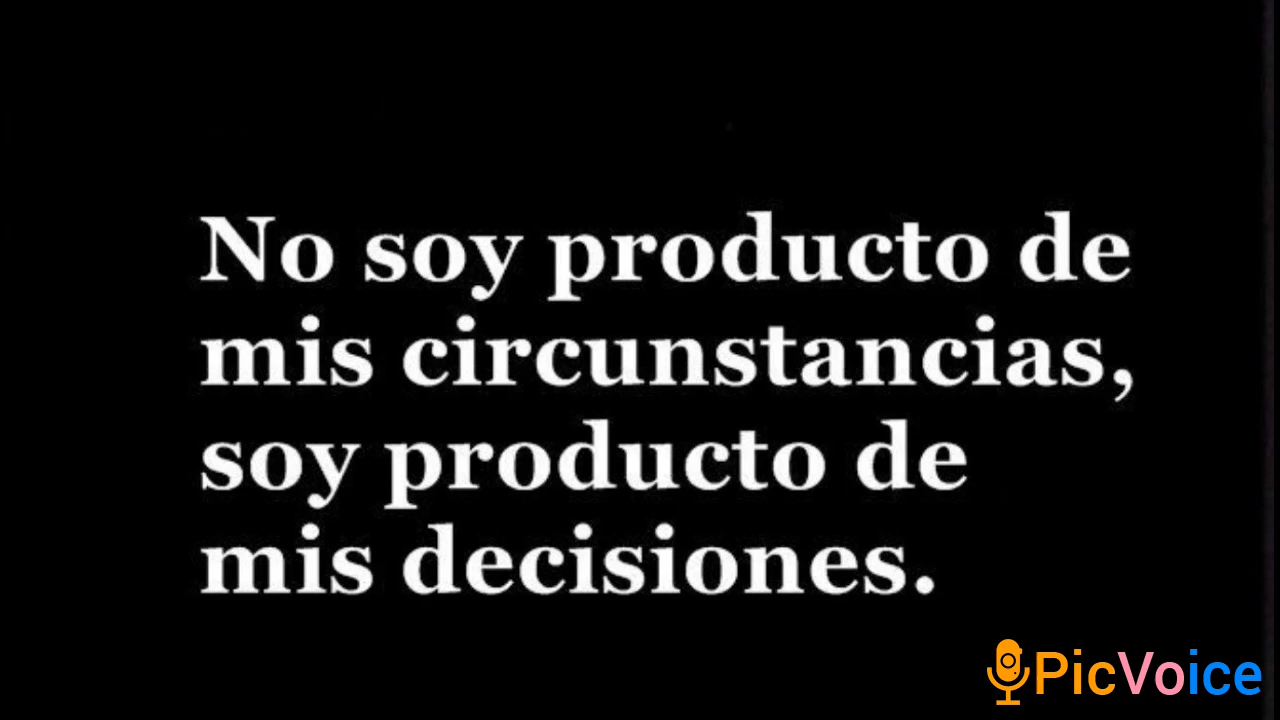 No soy producto de
mis circunstancias,
soy producto de
mis decisiones.
PicVoice